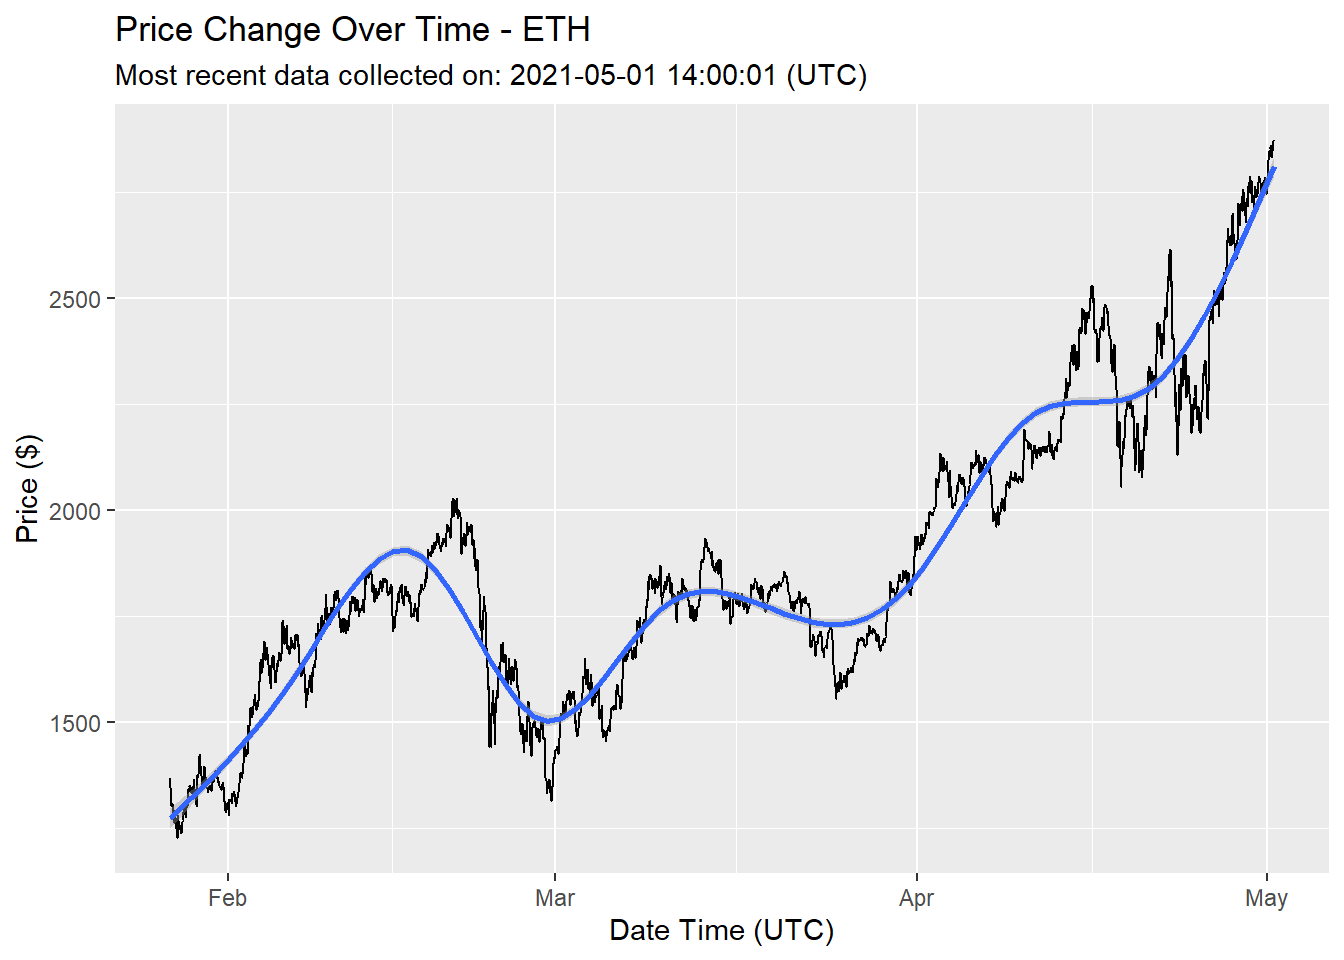 Price Change Over Time - ETH
Most recent data collected on: 2021-05-01 14:00:01 (UTC)
Price ($)
2500
2000
1500
Feb Mar Apr May
Date Time (UTC)